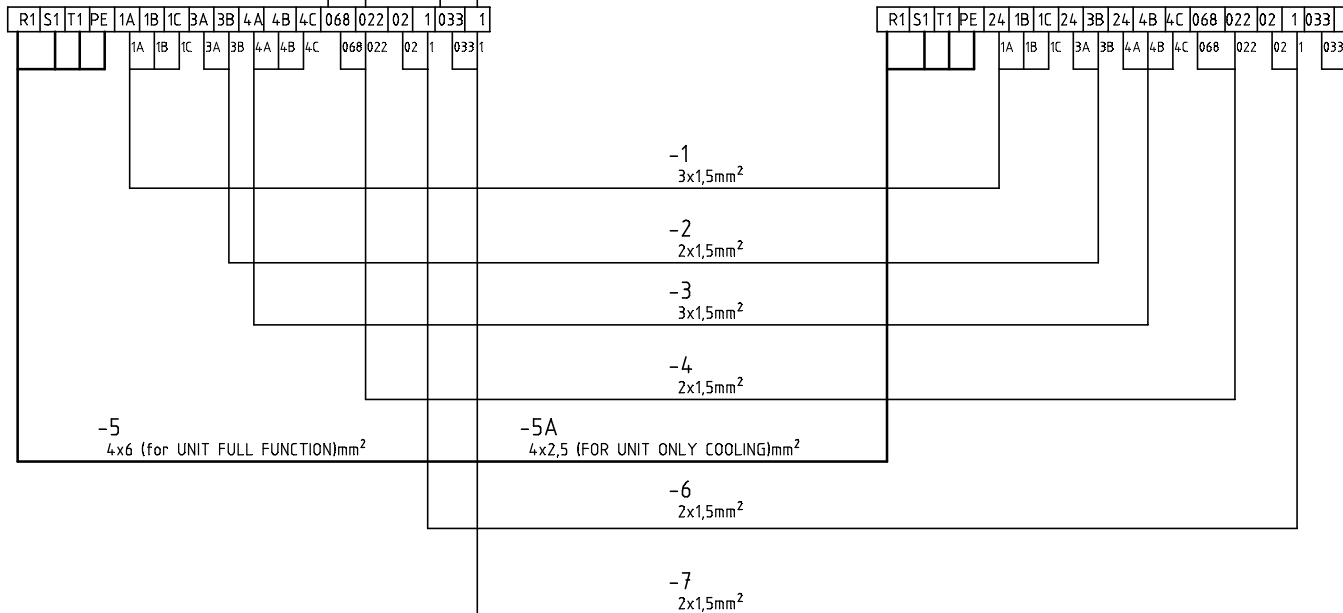 R1 S1 T1 PE 1A 1B 1C 3A 3B 4A 4B 4C 068 022 02 1 033 1
1A 1B 1C 3A 3B 4A 4B 4C 068 022 02 1 033 1
R1 S1 T1 PE 24 1B 1C 24 3B 24 4B 4C 068 022 02 1 033
1A 1B 1C 3A 3B 4A 4B 4C 068 022 02 1 033
-1
3x1,5mm²
-2
2x1,5mm²
-3
3x1,5mm²
-4
2x1,5mm²
-5
4x6 (for UNIT FULL FUNCTION)mm²
-5A
4x2,5 (FOR UNIT ONLY COOLING)mm²
-6
2x1,5mm²
-7
2x1,5mm²